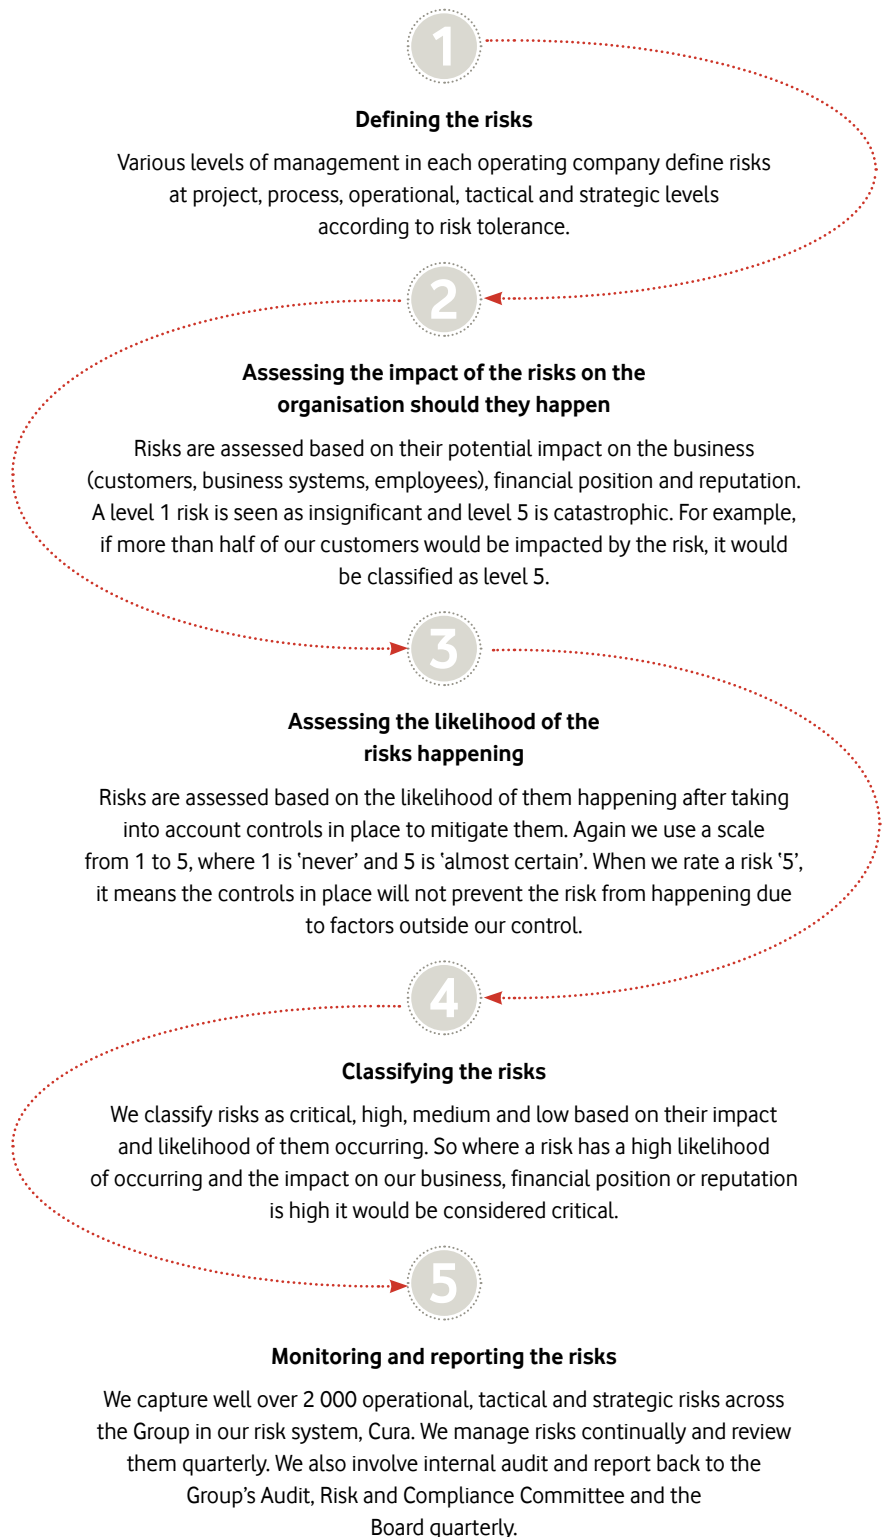 1
Defining the risks
Various levels of management in each operating company define risks
at project, process, operational, tactical and strategic levels
according to risk tolerance.
2
Assessing the impact of the risks on the
organisation should they happen
Risks are assessed based on their potential impact on the business
(customers, business systems, employees), financial position and reputation.
A level 1 risk is seen as insignificant and level 5 is catastrophic. For example,
if more than half of our customers would be impacted by the risk, it would
be classified as level 5.
3
Assessing the likelihood of the
risks happening
Risks are assessed based on the likelihood of them happening after taking
into account controls in place to mitigate them. Again we use a scale
from 1 to 5, where 1 is ‘never’ and 5 is ‘almost certain’. When we rate a risk ‘5’,
it means the controls in place will not prevent the risk from happening due
to factors outside our control.
4
Classifying the risks
We classify risks as critical, high, medium and low based on their impact
and likelihood of them occurring. So where a risk has a high likelihood
of occurring and the impact on our business, financial position or reputation
is high it would be considered critical.
5
Monitoring and reporting the risks
We capture well over 2 000 operational, tactical and strategic risks across
the Group in our risk system, Cura. We manage risks continually and review
them quarterly. We also involve internal audit and report back to the
Group’s Audit, Risk and Compliance Committee and the
Board quarterly.